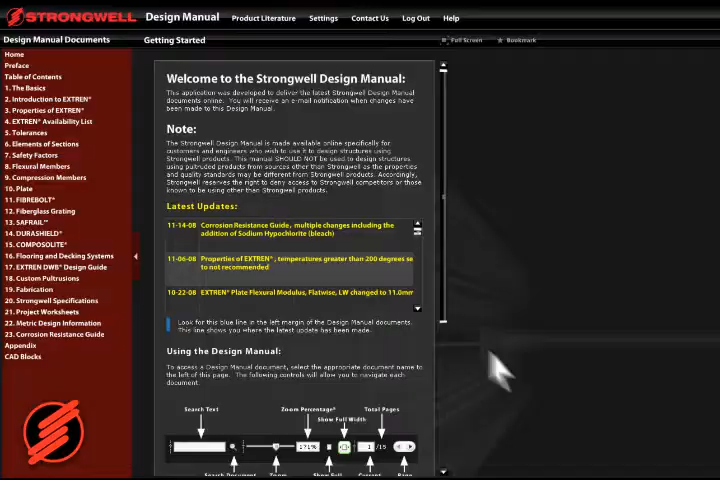 STRONGWELL Design Manual Product Literature Settings Contact Us Log Out Help
Design Manual Documents Getting Started Full Screen Bookmark
Home
Preface
Table of Contents
1. The Basics
2. Introduction to EXTREN®
3. Properties of EXTREN®
4. EXTREN® Availability List
5. Tolerances
6. Elements of Sections
7. Safety Factors
8. Flexural Members
9. Compression Members
10. Plate
11. FIBREBOLT®
12. Fiberglass Grating
13. SAFRAIL™
14. DURASHIELD®
15. COMPOSOLITE®
16. Flooring and Decking Systems
17. EXTREN DWB® Design Guide
18. Custom Pultrusions
19. Fabrication
20. Strongwell Specifications
21. Project Worksheets
22. Metric Design Information
23. Corrosion Resistance Guide
Appendix
CAD Blocks
Welcome to the Strongwell Design Manual:
This application was developed to deliver the latest Strongwell Design Manual
documents online. You will receive an e-mail notification when changes have
been made to this Design Manual.
Note:
The Strongwell Design Manual is made available online specifically for
customers and engineers who wish to use it to design structures using
Strongwell products. This manual SHOULD NOT be used to design structures
using pultruded products from sources other than Strongwell as the properties
and quality standards may be different from Strongwell products. Accordingly,
Strongwell reserves the right to deny access to Strongwell competitors or those
known to be using other than Strongwell products.
Latest Updates:
11-14-08 Corrosion Resistance Guide, multiple changes including the
addition of Sodium Hypochlorite (bleach)
11-06-08 Properties of EXTREN®, temperatures greater than 200 degrees se
to not recommended
10-22-08 EXTREN® Plate Flexural Modulus, Flatwise, LW changed to 11.0mm
Look for this blue line in the left margin of the Design Manual documents.
This line shows you where the latest update has been made.
Using the Design Manual:
To access a Design Manual document, select the appropriate document name to
the left of this page. The following controls will allow you to navigate each
document.
Search Text Zoom Percentage* Total Pages
Show Full Width
171% 1 /15
Search Document Zoom Show Full Current Page